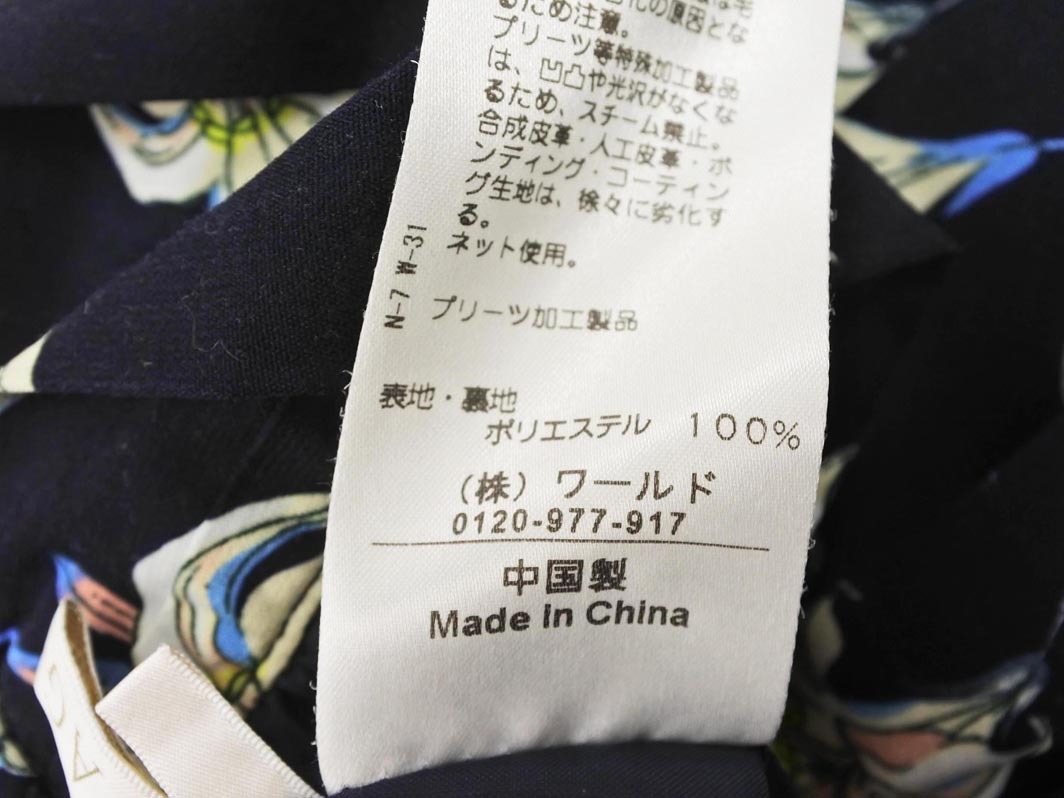 るため注意。
プリーツ等特殊加工製品
は、凹凸や光沢がなくな
るため、スチーム禁止。
合成皮革・人工皮革・ボ
ンディング・コーティン
グ生地は、徐々に劣化す
る。
ネット使用。
N-7 W-31
プリーツ加工製品
表地・裏地
ポリエステル 100%
(株) ワールド
0120-977-917
中国製
Made in China